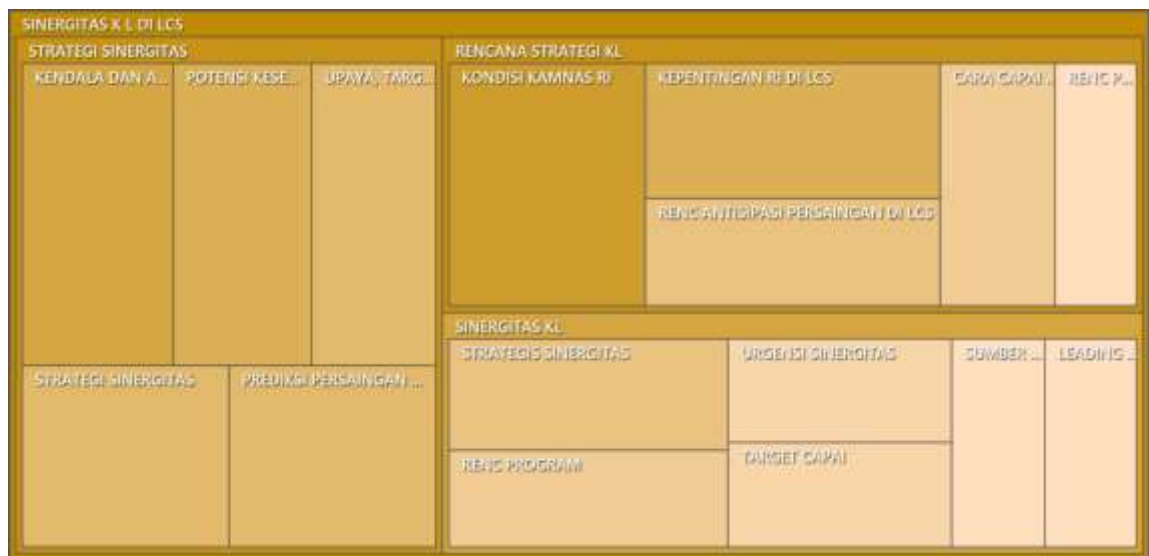 SINERGITAS K L DI LCS
STRATEGI SINERGITAS
KENDALA DAN A...
POTENSI KESE...
UPAYA, TARG...
STRATEGI SINERGITAS
PREDIKSI PERSAINGAN ...
RENCANA STRATEGI KL
KONDISI KAMNAS RI
KEPENTINGAN RI DI LCS
RENC ANTISIPASI PERSAINGAN DI LCS
CARA CAPAI ...
RENC P...
SINERGITAS KL
STRATEGIS SINERGITAS
RENC PROGRAM
URGENSI SINERGITAS
TARGET CAPAI
SUMBER ...
LEADING ...